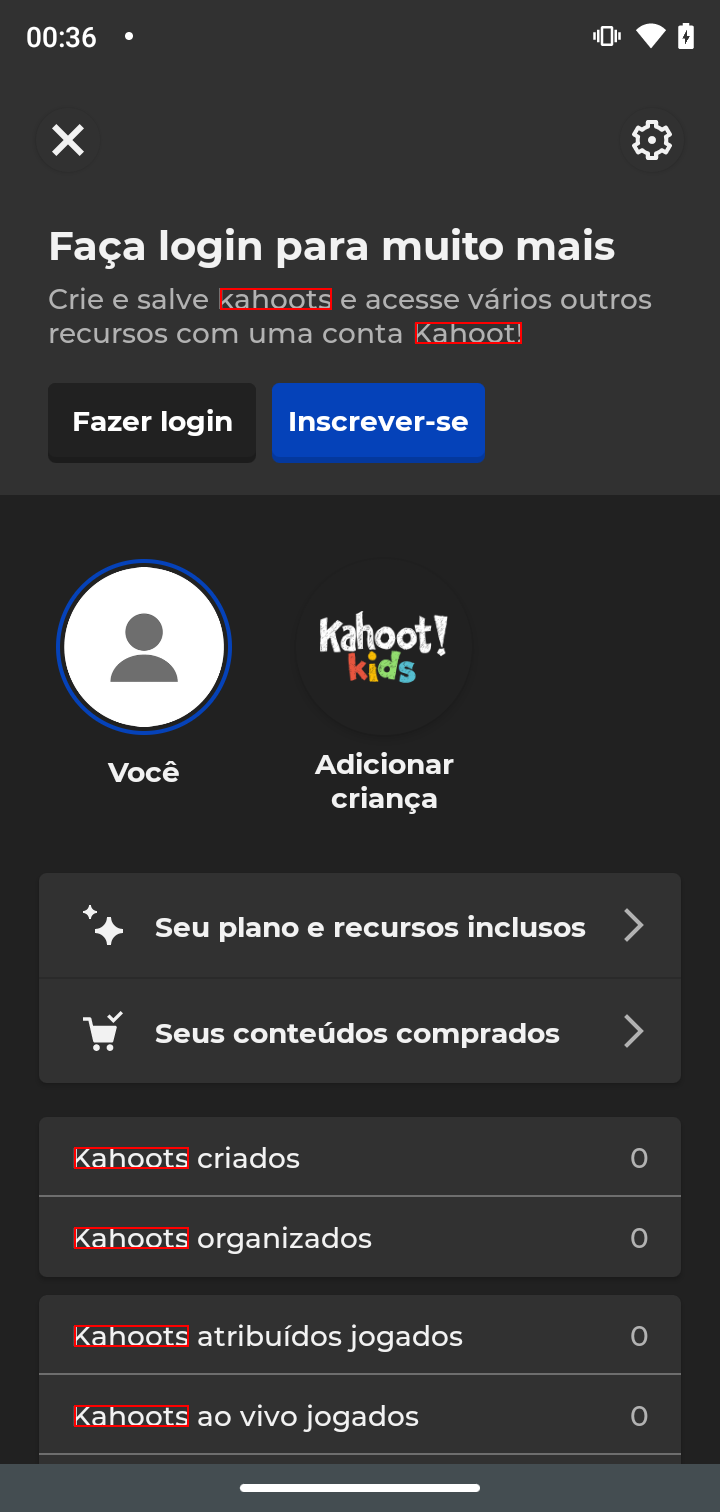 00:36
Faça login para muito mais
Crie e salve kahoots e acesse vários outros
recursos com uma conta Kahoot!
Fazer login
Inscrever-se
Kahoot!
kids
Você
Adicionar
criança
Seu plano e recursos inclusos
Seus conteúdos comprados
Kahoots criados 0
Kahoots organizados 0
Kahoots atribuídos jogados 0
Kahoots ao vivo jogados 0